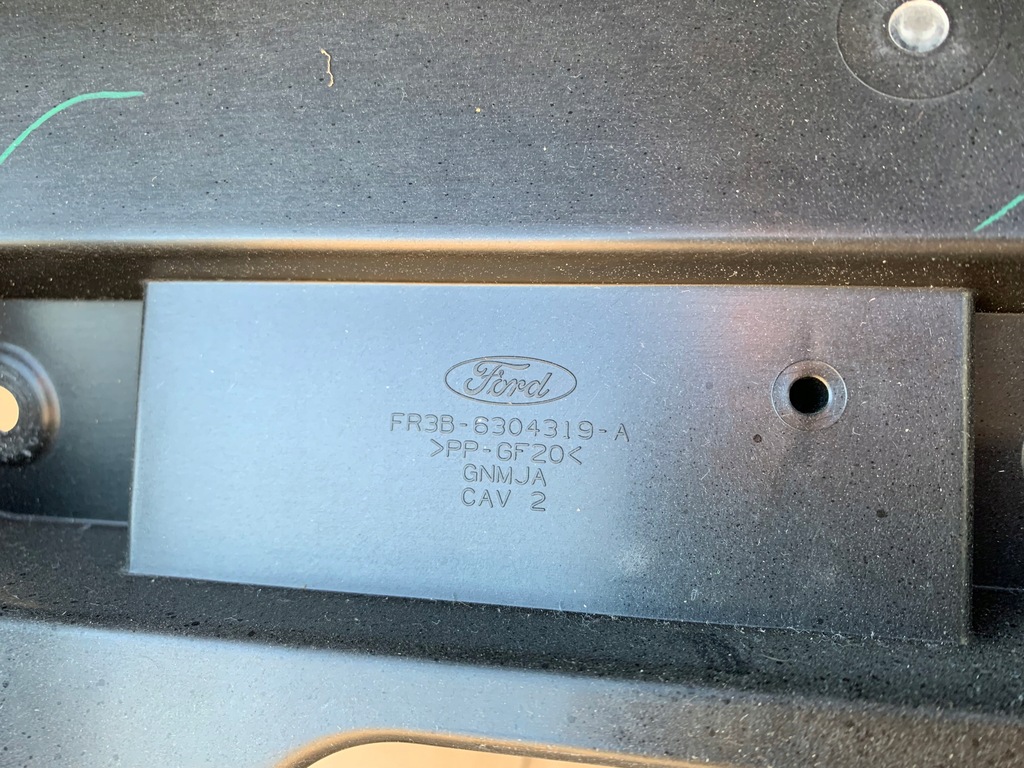 Ford
FR3B-6304319-A
>PP-GF20<
GNMJA
CAV 2